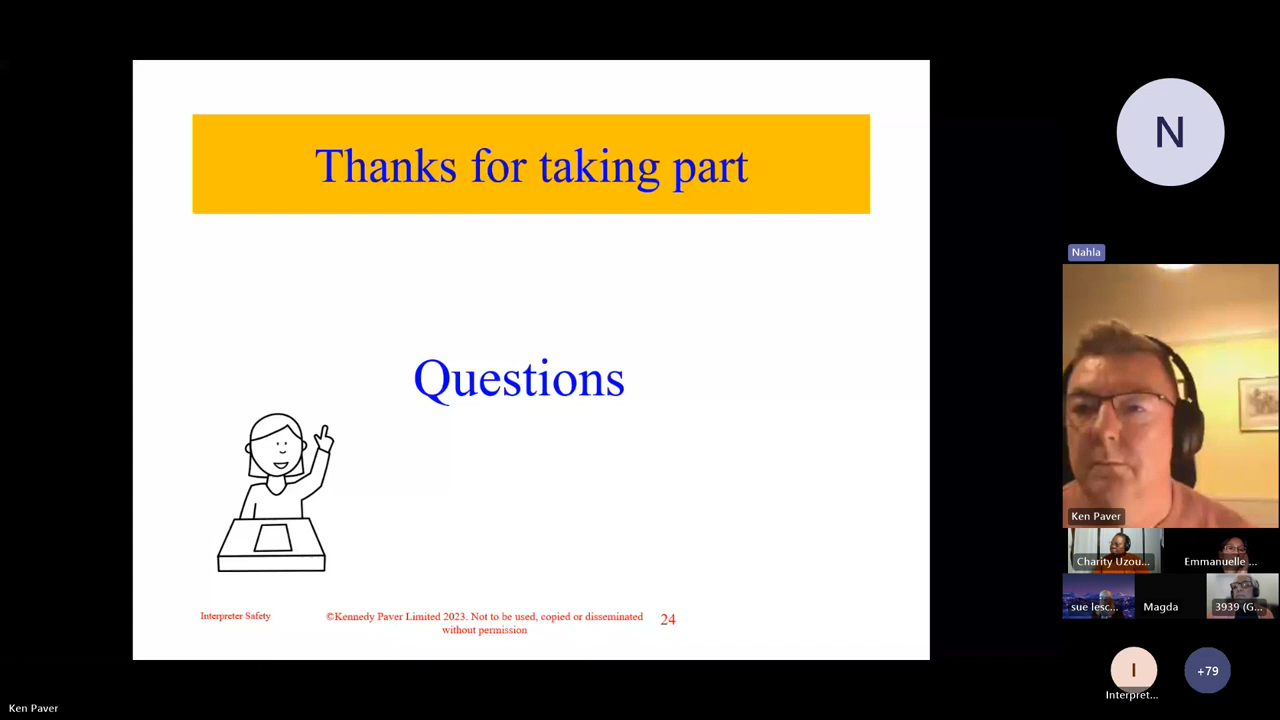 Thanks for taking part
Questions
Interpreter Safety
©Kennedy Paver Limited 2023. Not to be used, copied or disseminated
without permission
24
N
Nahla
Ken Paver
Charity Uzou...
Emmanuelle ...
sue lesc...
Magda
3939 (G...
I
Interpret...
+79
Ken Paver